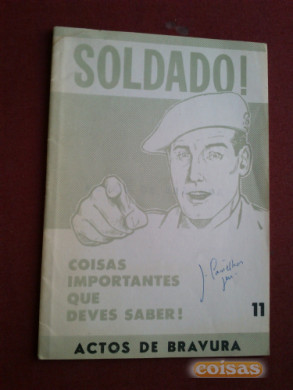 SOLDADO!
COISAS
IMPORTANTES
QUE
DEVES SABER!
11
ACTOS DE BRAVURA
coisas